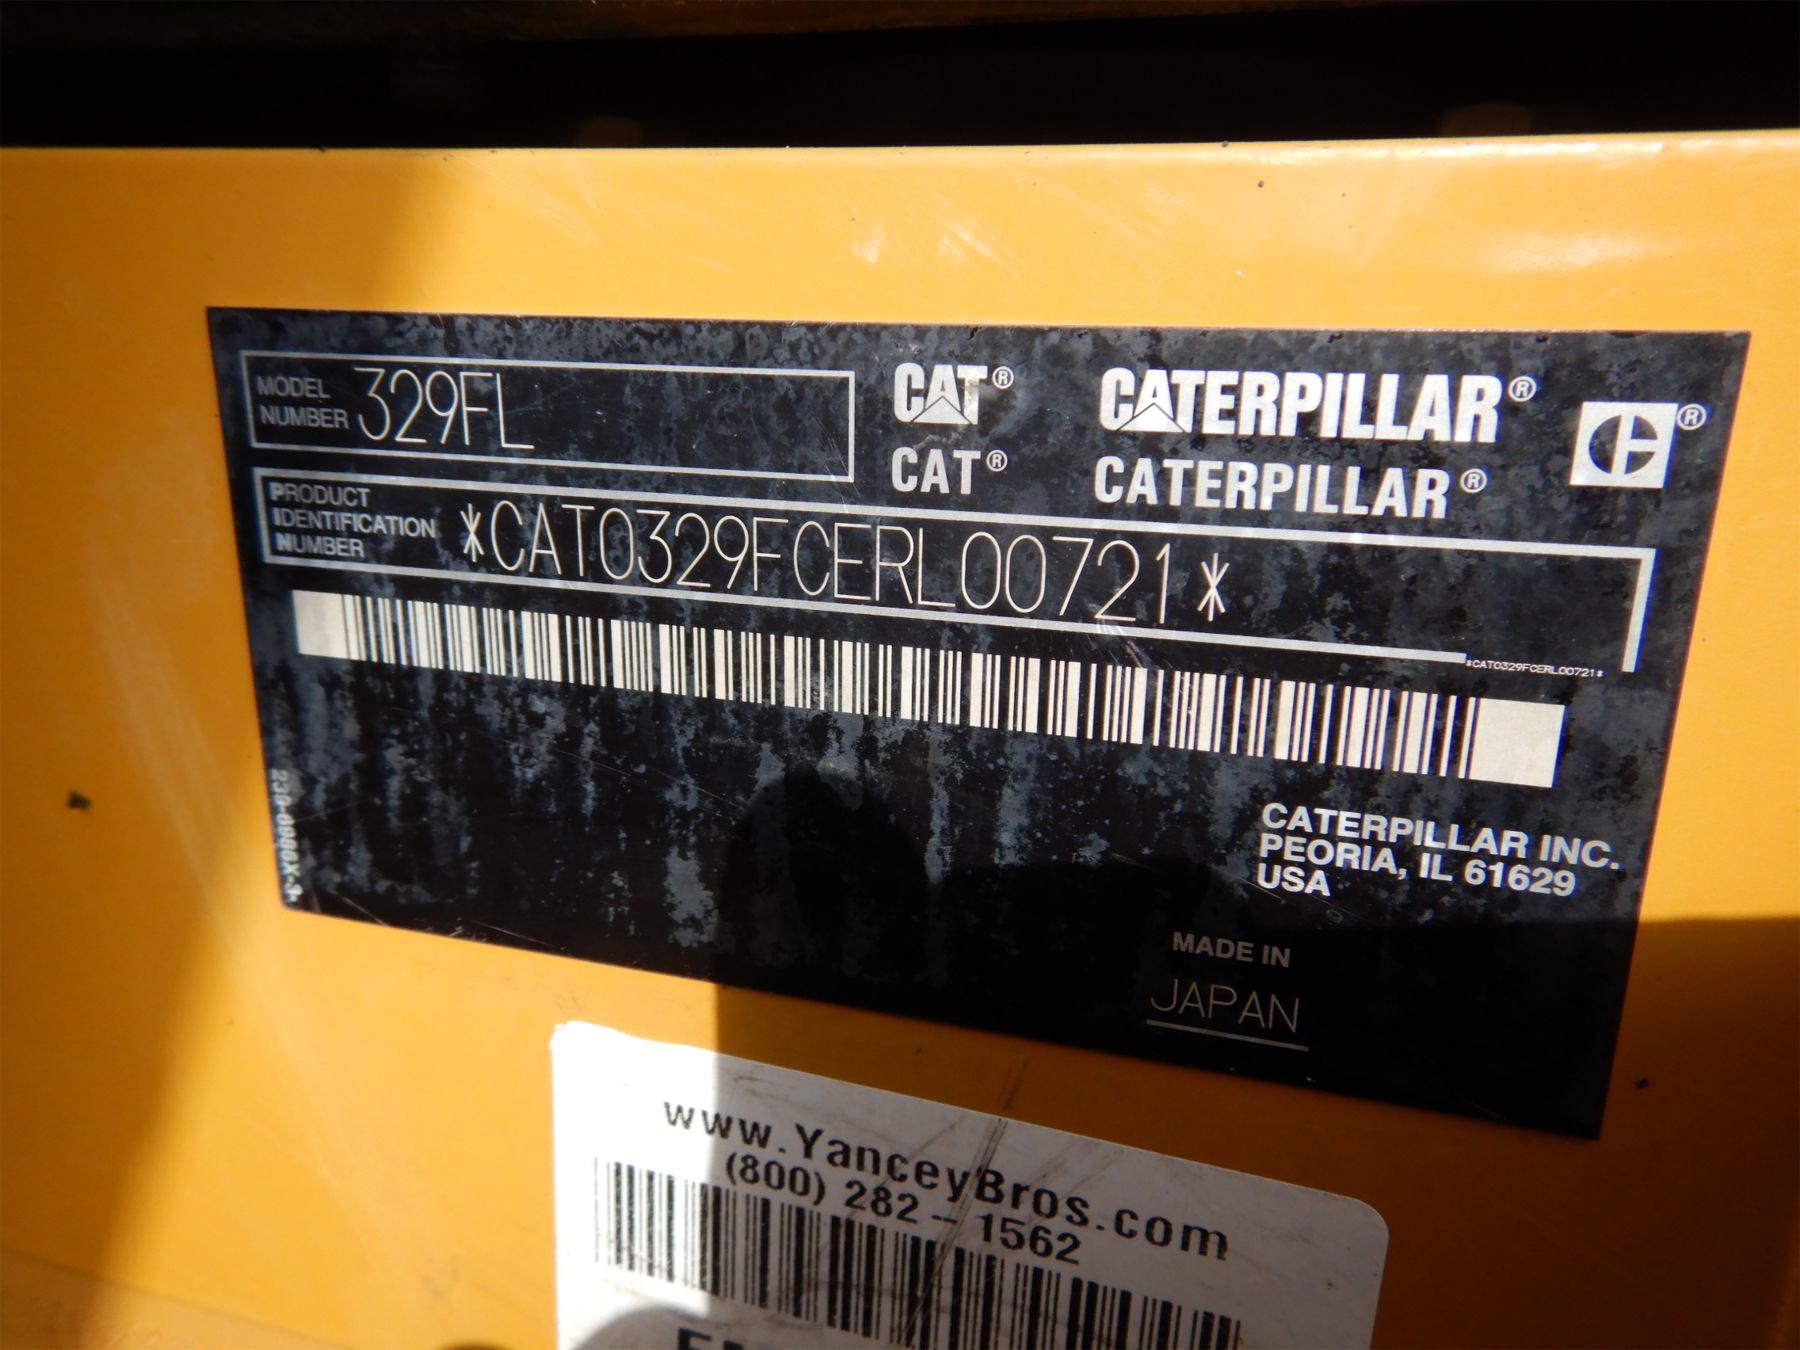 MODEL NUMBER 329FL
CAT® CATERPILLAR® ®
CAT® CATERPILLAR®
PRODUCT IDENTIFICATION NUMBER *CAT0329FCERL00721*
*CAT0329FCERL00721*
CATERPILLAR INC.
PEORIA, IL 61629
USA
MADE IN
JAPAN
www.YanceyBros.com
(800) 282-1562